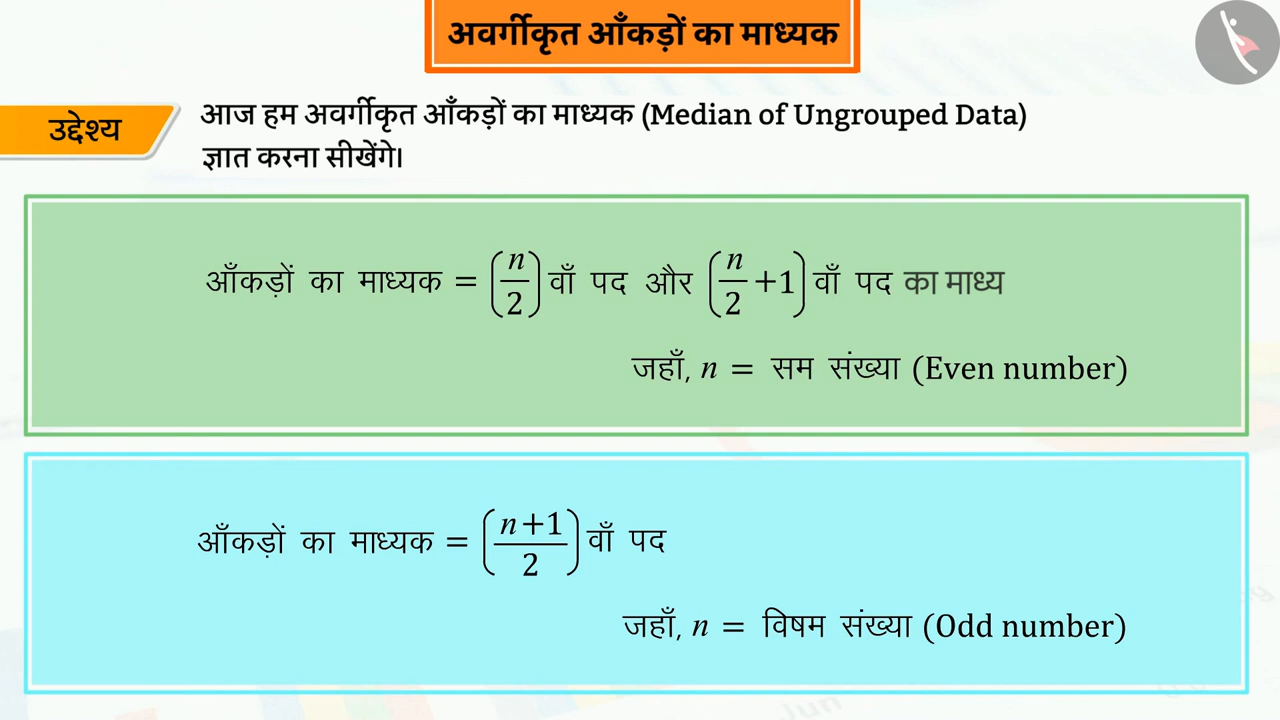 अवर्गीकृत आँकड़ों का माध्यक
उद्देश्य
आज हम अवर्गीकृत आँकड़ों का माध्यक (Median of Ungrouped Data)
ज्ञात करना सीखेंगे।
आँकड़ों का माध्यक = (n/2) वाँ पद और (n/2 +1) वाँ पद का माध्य
जहाँ, n = सम संख्या (Even number)
आँकड़ों का माध्यक = (n+1/2) वाँ पद
जहाँ, n = विषम संख्या (Odd number)
Jun